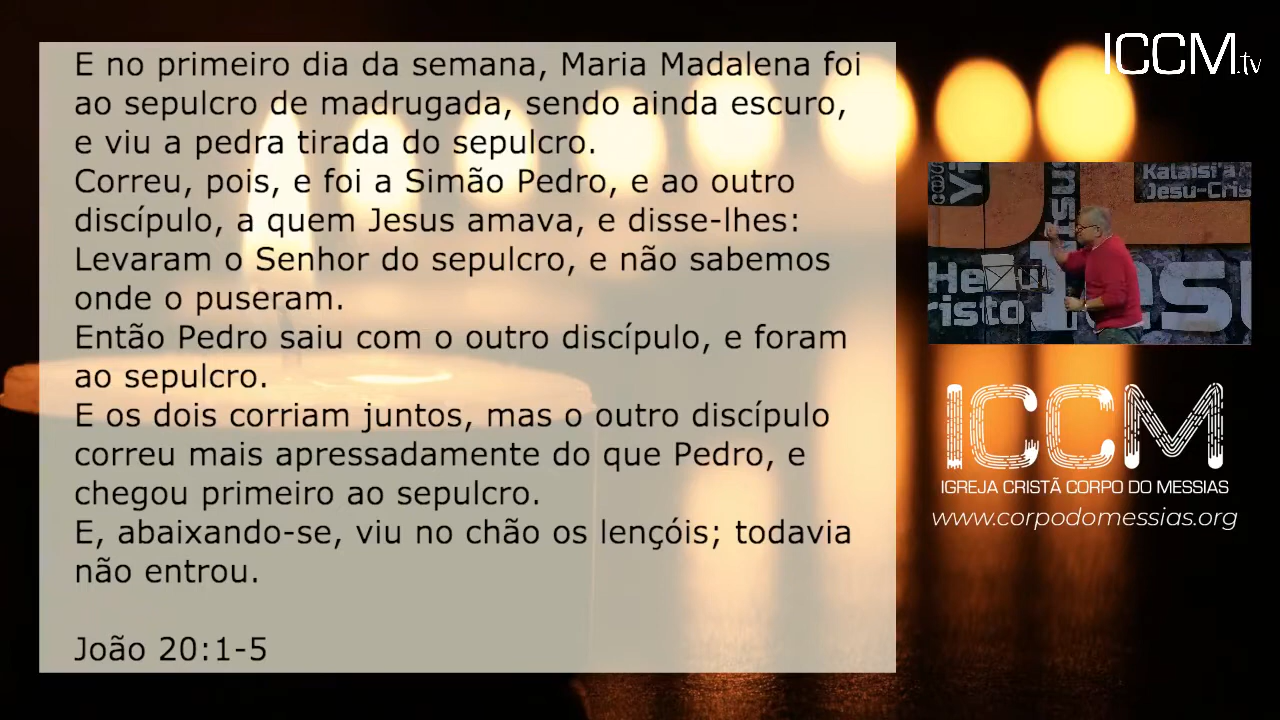 E no primeiro dia da semana, Maria Madalena foi
ao sepulcro de madrugada, sendo ainda escuro,
e viu a pedra tirada do sepulcro.
Correu, pois, e foi a Simão Pedro, e ao outro
discípulo, a quem Jesus amava, e disse-lhes:
Levaram o Senhor do sepulcro, e não sabemos
onde o puseram.
Então Pedro saiu com o outro discípulo, e foram
ao sepulcro.
E os dois corriam juntos, mas o outro discípulo
correu mais apressadamente do que Pedro, e
chegou primeiro ao sepulcro.
E, abaixando-se, viu no chão os lençóis; todavia
não entrou.
João 20:1-5
ICCM.tv
Kalaisi'a
Jesu-Cris
ICCM
IGREJA CRISTÃ CORPO DO MESSIAS
www.corpodomessias.org